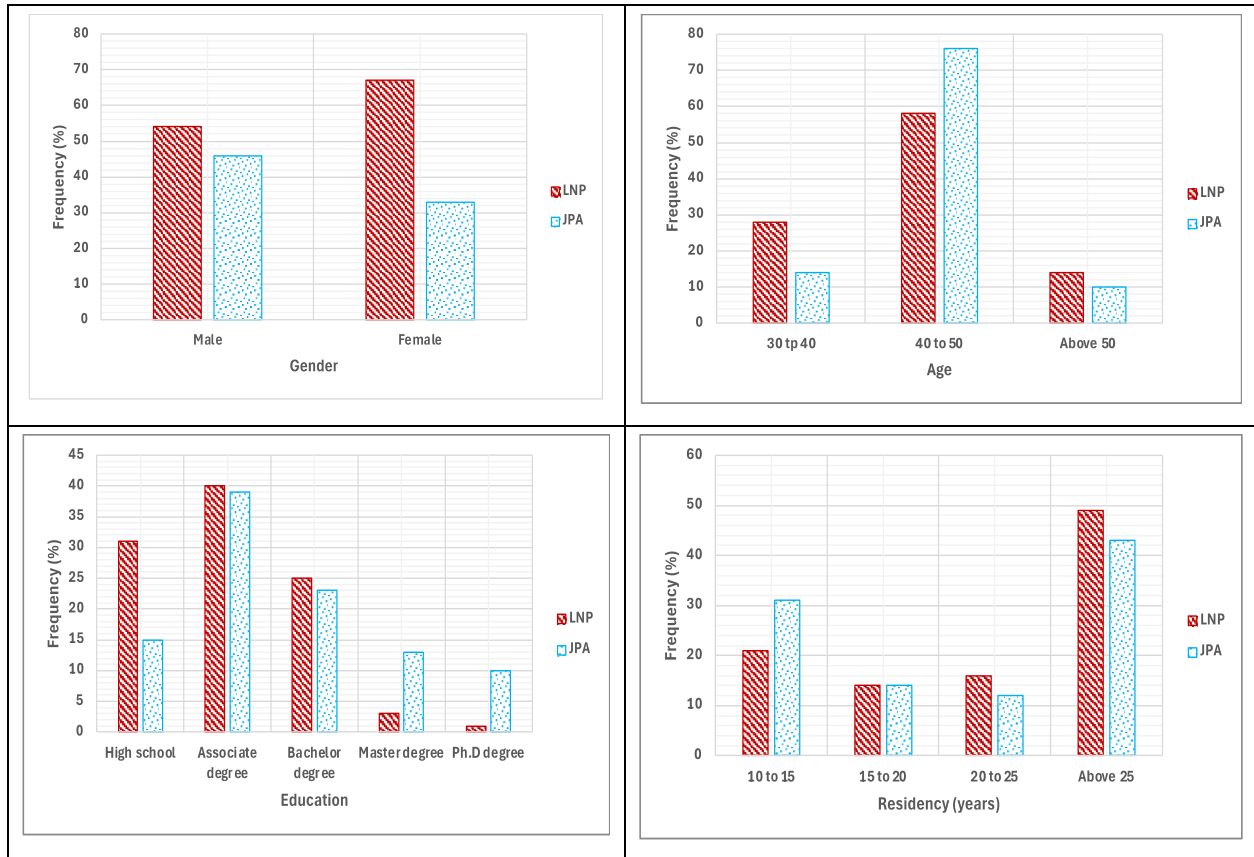 80
70
60
50
40
30
20
10
0
Frequency (%)
Male
Female
Gender
LNP
JPA
80
70
60
50
40
30
20
10
0
Frequency (%)
30 tp 40
40 to 50
Above 50
Age
LNP
JPA
45
40
35
30
25
20
15
10
5
0
Frequency (%)
High school
Associate
degree
Bachelor
degree
Master degree
Ph.D degree
Education
LNP
JPA
60
50
40
30
20
10
0
Frequency (%)
10 to 15
15 to 20
20 to 25
Above 25
Residency (years)
LNP
JPA